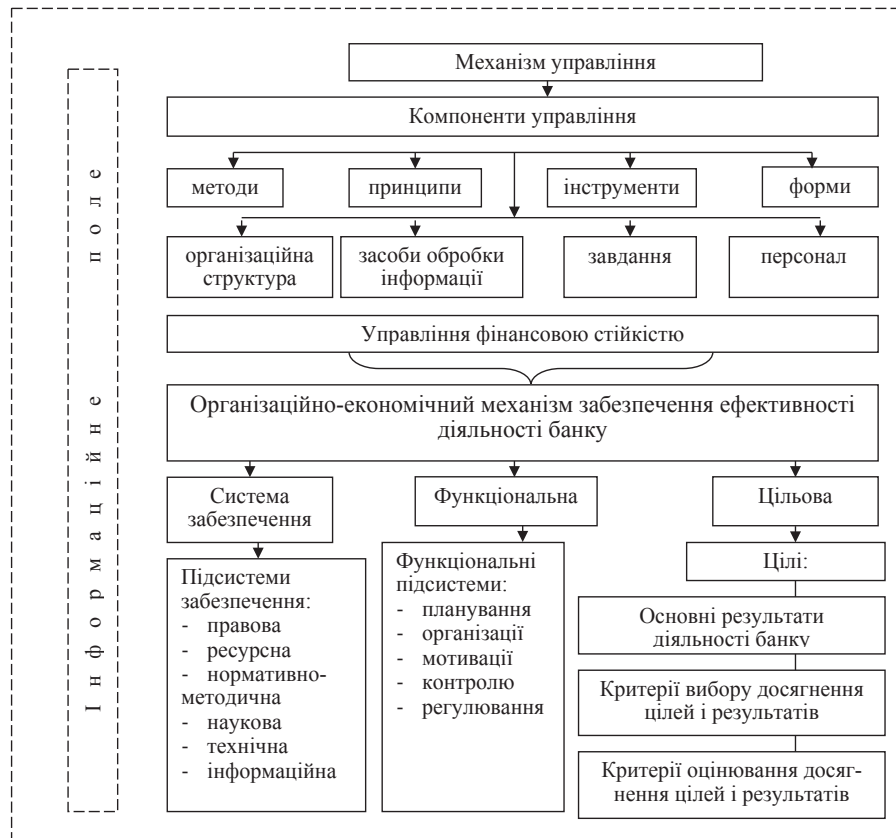 Інформаційне поле
Механізм управління
Компоненти управління
методи
принципи
інструменти
форми
організаційна
структура
засоби обробки
інформації
завдання
персонал
Управління фінансовою стійкістю
Організаційно-економічний механізм забезпечення ефективності
діяльності банку
Система
забезпечення
Функціональна
Цільова
Підсистеми
забезпечення:
- правова
- ресурсна
- нормативно-
методична
- наукова
- технічна
- інформаційна
Функціональні
підсистеми:
- планування
- організації
- мотивації
- контролю
- регулювання
Цілі:
Основні результати
діяльності банку
Критерії вибору досягнення
цілей і результатів
Критерії оцінювання досяг-
нення цілей і результатів